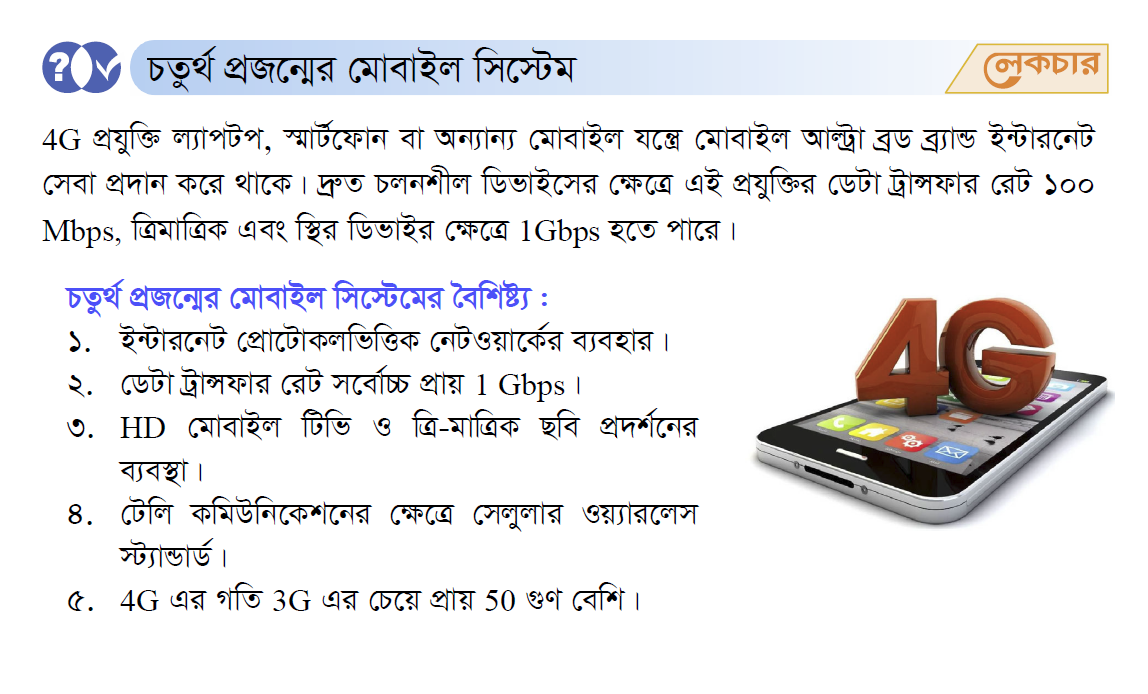 চতুর্থ প্রজন্মের মোবাইল সিস্টেম
লেকচার
4G প্রযুক্তি ল্যাপটপ, স্মার্টফোন বা অন্যান্য মোবাইল যন্ত্রে মোবাইল আল্ট্রা ব্রড ব্র্যান্ড ইন্টারনেট
সেবা প্রদান করে থাকে। দ্রুত চলনশীল ডিভাইসের ক্ষেত্রে এই প্রযুক্তির ডেটা ট্রান্সফার রেট ১০০
Mbps, ত্রিমাত্রিক এবং স্থির ডিভাইর ক্ষেত্রে 1Gbps হতে পারে।
চতুর্থ প্রজন্মের মোবাইল সিস্টেমের বৈশিষ্ট্য :
১. ইন্টারনেট প্রোটোকলভিত্তিক নেটওয়ার্কের ব্যবহার।
২. ডেটা ট্রান্সফার রেট সর্বোচ্চ প্রায় 1 Gbps।
৩. HD মোবাইল টিভি ও ত্রি-মাত্রিক ছবি প্রদর্শনের
ব্যবস্থা।
৪. টেলি কমিউনিকেশনের ক্ষেত্রে সেলুলার ওয়্যারলেস
স্ট্যান্ডার্ড।
৫. 4G এর গতি 3G এর চেয়ে প্রায় 50 গুণ বেশি।
4G